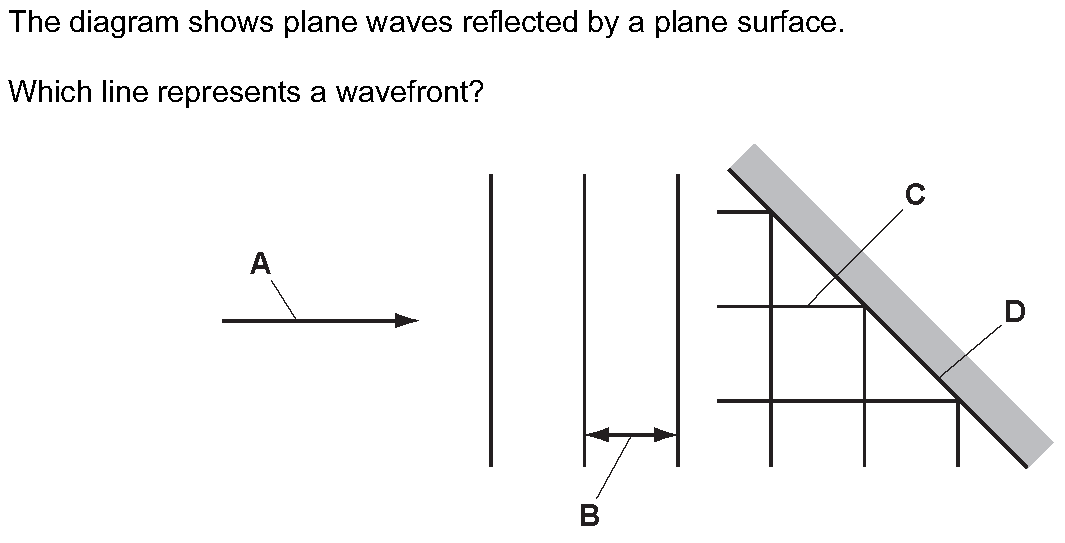 The diagram shows plane waves reflected by a plane surface.
Which line represents a wavefront?
C
A
D
B